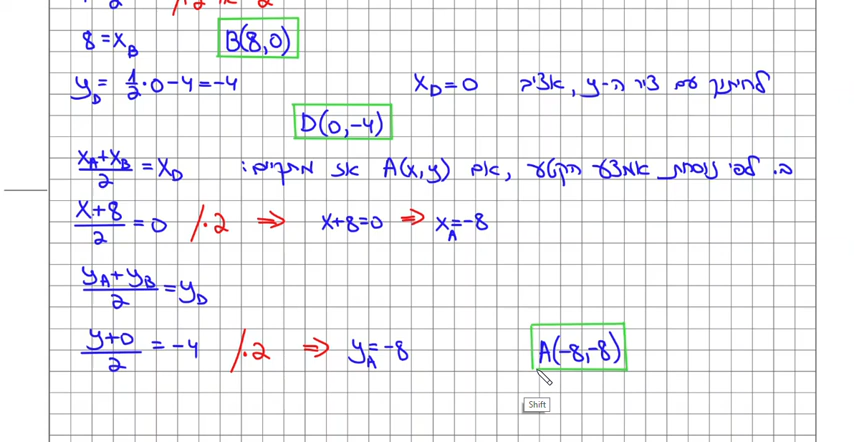 8 = x_B B(8,0)
y_D = 1/2 · 0 - 4 = -4 x_D = 0 לחיתוך עם ציר ה-y, אציב
D(0,-4)
(x_A + x_B)/2 = x_D ב. לפי נוסחת אמצע הקטע, אם A(x,y) אז מתקיים:
(x+8)/2 = 0 /·2 ⇒ x+8=0 ⇒ x_A = -8
(y_A + y_B)/2 = y_D
(y+0)/2 = -4 /·2 ⇒ y_A = -8 A(-8,-8)
Shift